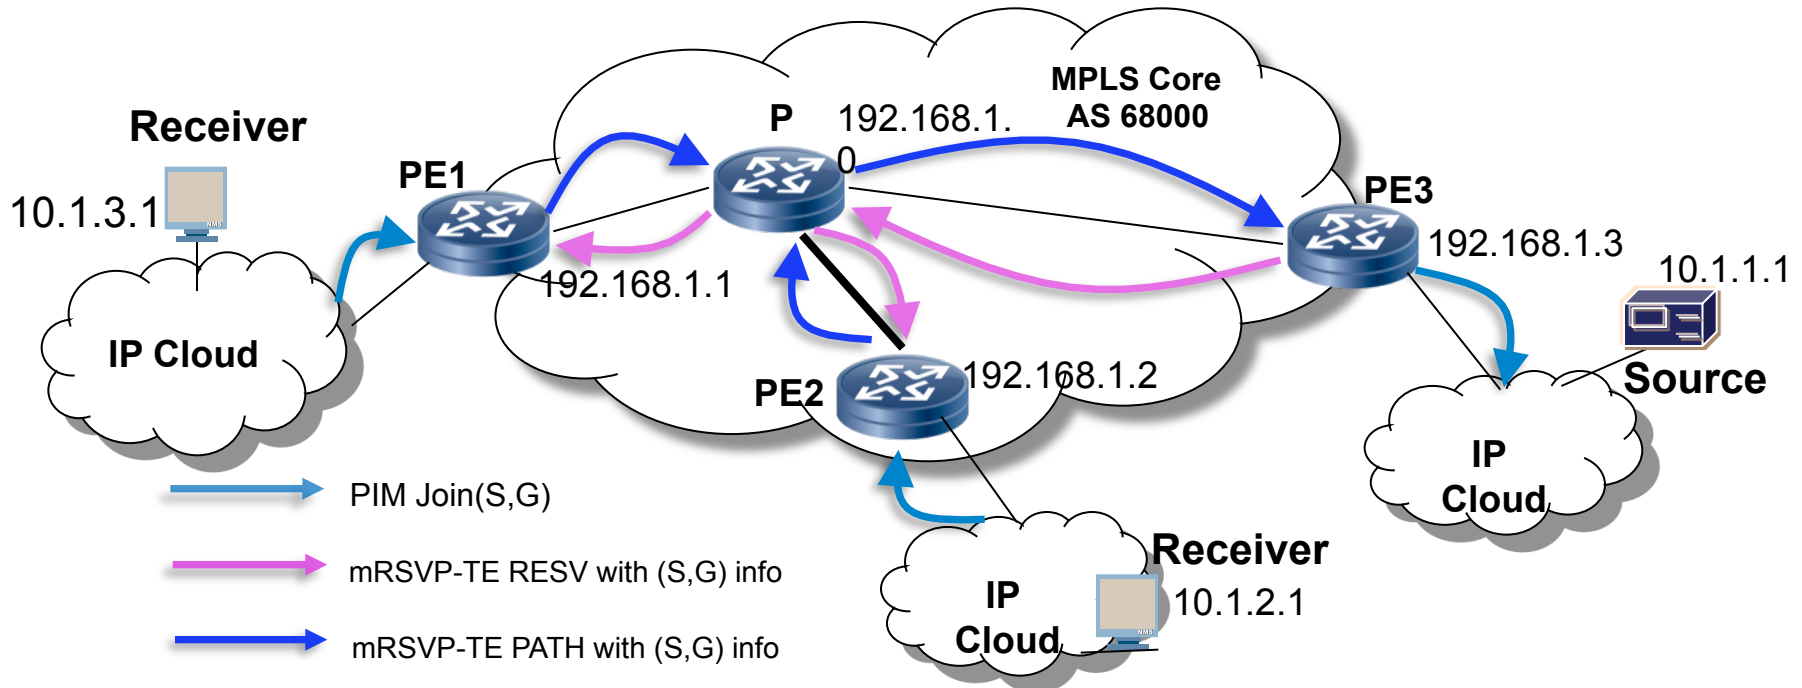 MPLS Core
AS 68000
P
192.168.1.
0
Receiver
PE1
10.1.3.1
NMS
PE3
192.168.1.3
10.1.1.1
192.168.1.1
IP Cloud
PE2
192.168.1.2
Source
IP
Cloud
PIM Join(S,G)
mRSVP-TE RESV with (S,G) info
mRSVP-TE PATH with (S,G) info
Receiver
10.1.2.1
IP
Cloud
NMS